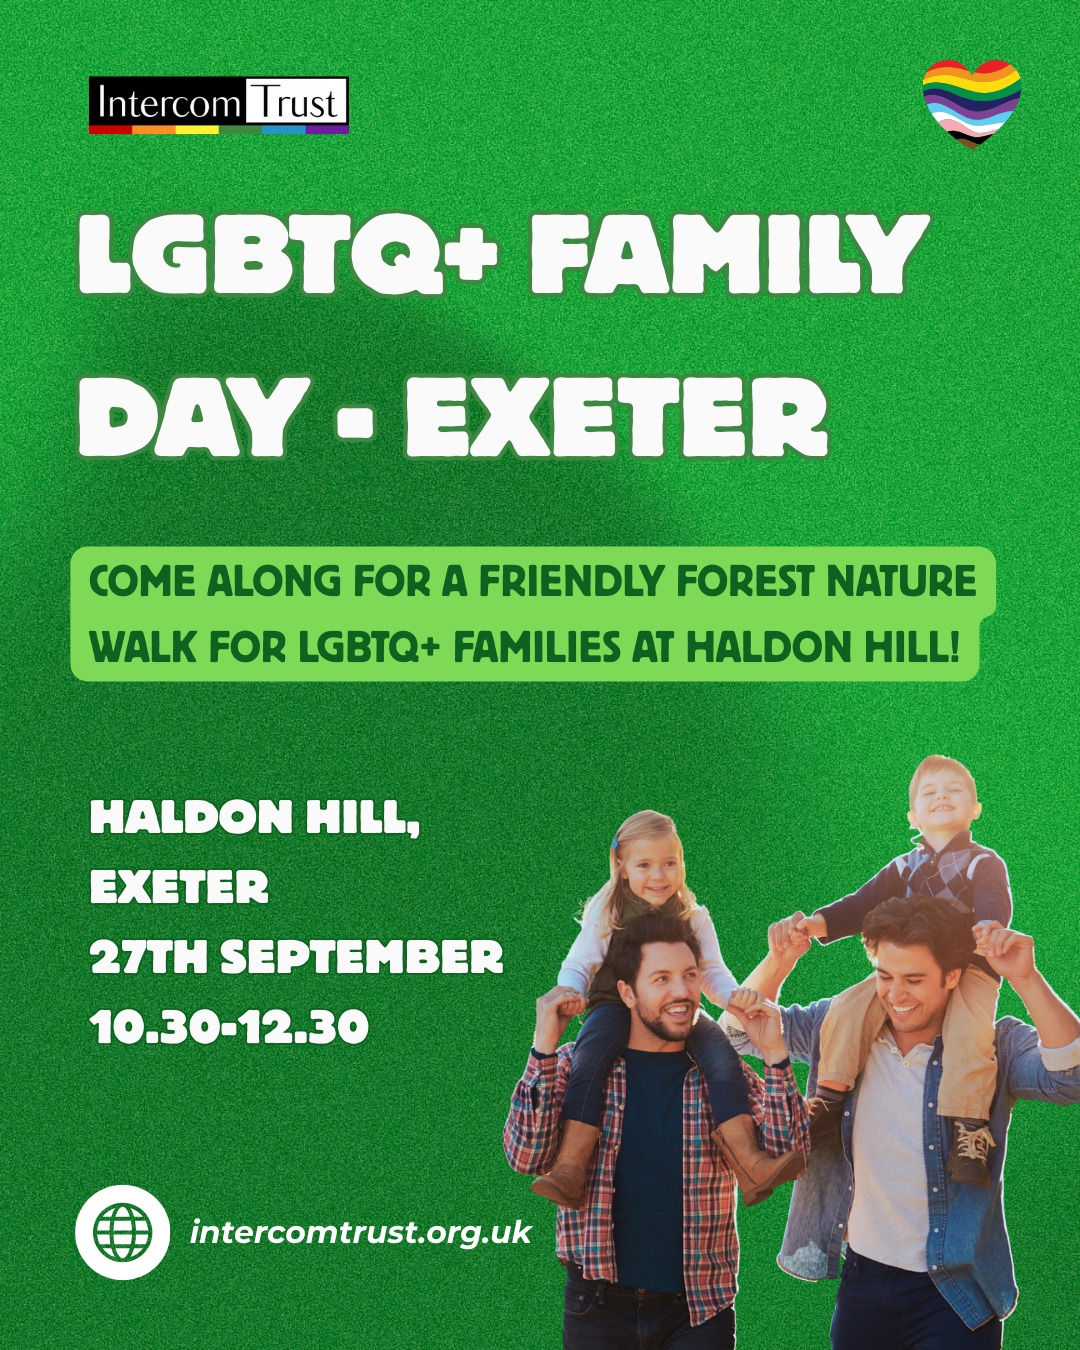 Intercom Trust
LGBTQ+ FAMILY
DAY - EXETER
COME ALONG FOR A FRIENDLY FOREST NATURE
WALK FOR LGBTQ+ FAMILIES AT HALDON HILL!
HALDON HILL,
EXETER
27TH SEPTEMBER
10.30-12.30
intercomtrust.org.uk